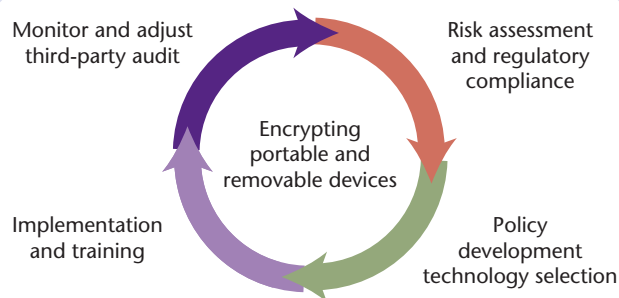 Monitor and adjust
third-party audit
Risk assessment
and regulatory
compliance
Encrypting
portable and
removable devices
Implementation
and training
Policy
development
technology selection